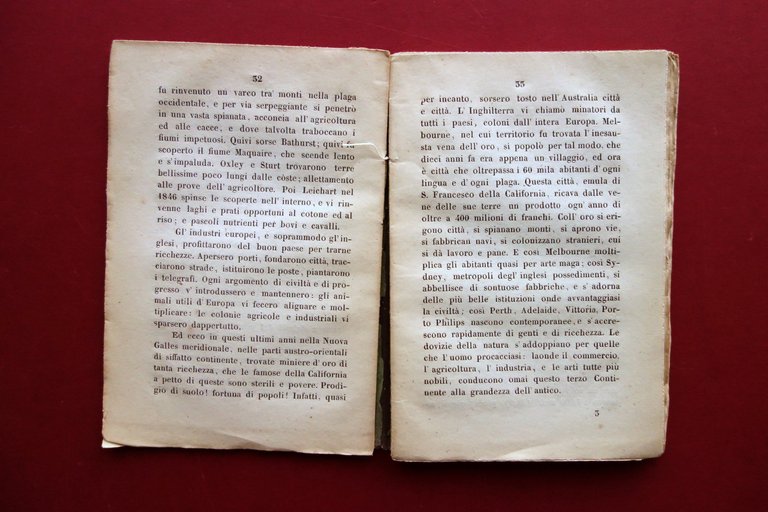 32
fu rinvenuto un varco tra' monti nella plaga
occidentale, e per via serpeggiante si penetrò
in una vasta spianata, acconcia all'agricoltura
ed alle cacce, e dove talvolta traboccano i
fiumi impetuosi. Quivi sorse Bathurst; quivi fu
scoperto il fiume Maquaire, che scende lento
e s'impaluda. Oxley e Sturt trovarono terre
bellissime poco lungi dalle còste; allettamento
alle prove dell'agricoltore. Poi Leichart nel
1846 spinse le scoperte nell'interno, e vi rin-
venne laghi e prati opportuni al cotone ed al
riso; e pascoli nutrienti per bovi e cavalli.
Gl'industri europei, e soprammodo gl'in-
glesi, profittarono del buon paese per trarne
ricchezze. Apersero porti, fondarono città, trac-
ciarono strade, istituirono le poste, piantarono
i telegrafi. Ogni argomento di civiltà e di pro-
gresso v'introdussero e mantennero: gli ani-
mali utili d'Europa vi fecero alignare e mol-
tiplicare: le colonie agricole e industriali vi
sparsero dappertutto.
Ed ecco in questi ultimi anni nella Nuova
Galles meridionale, nelle parti austro-orientali
di siffatto continente, trovate miniere d'oro di
tanta ricchezza, che le famose della California
a petto di queste son sterili e povere. Prodi-
gio di suolo! fortuna di popoli! Infatti, quasi
33
per incauto, sorsero tosto nell'Australia città
e città. L'Inghilterra vi chiamò minatori da
tutti i paesi, coloni dall'intera Europa. Mel-
bourne, nel cui territorio fu trovata l'inesau-
sta vena dell'oro, si popolò per tal modo, che
dieci anni fa era appena un villaggio, ed ora
è città che oltrepassa i 60 mila abitanti d'ogni
lingua e d'ogni plaga. Questa città, emula di
S. Francesco della California, ricava dalle ve-
ne delle sue terre un prodotto ogn'anno di
oltre a 400 milioni di franchi. Coll'oro si eri-
gono città, si spianano monti, si aprono vie,
si fabbrican navi, si colonizzano stranieri, cui
si dà lavoro e pane. E così Melbourne molti-
plica gli abitanti quasi per arte maga; così Sy-
dney, metropoli degl'inglesi possedimenti, si
abbellisce di sontuose fabbriche, e s'adorna
delle più belle istituzioni onde avvantaggiasi
la civiltà; così Perth, Adelaide, Vittoria, Por-
to Philips nascono contemporanee, e s'accre-
scono rapidamente di genti e di ricchezza. Le
dovizie della natura s'addoppiano per quelle
che l'uomo procacciasi: laonde il commercio,
l'agricoltura, l'industria, e le arti tutte più
nobili, conducono omai questo terzo Conti-
nente alla grandezza dell'antico.
3